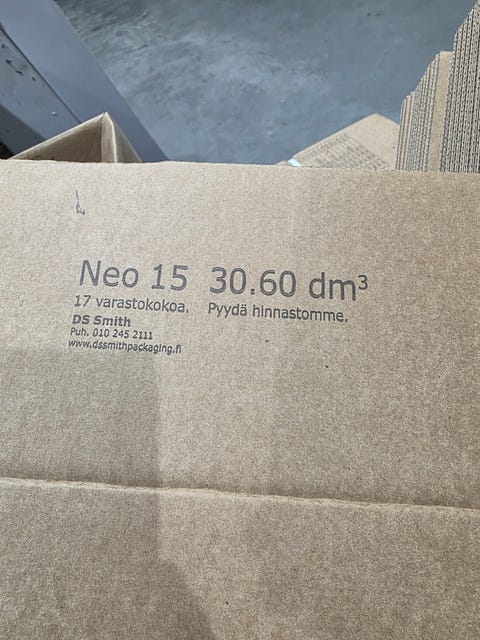 Neo 15 30.60 dm³
17 varastokokoa. Pyydä hinnastomme.
DS Smith
Puh. 010 245 2111
www.dssmithpackaging.fi